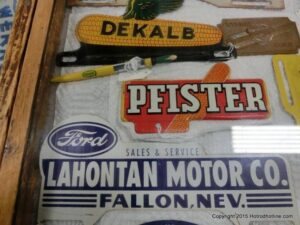 DEKALB
PFISTER
Ford
SALES & SERVICE
LAHONTAN MOTOR CO.
FALLON, NEV.
Copyright 2015 Hotrodhotline.com